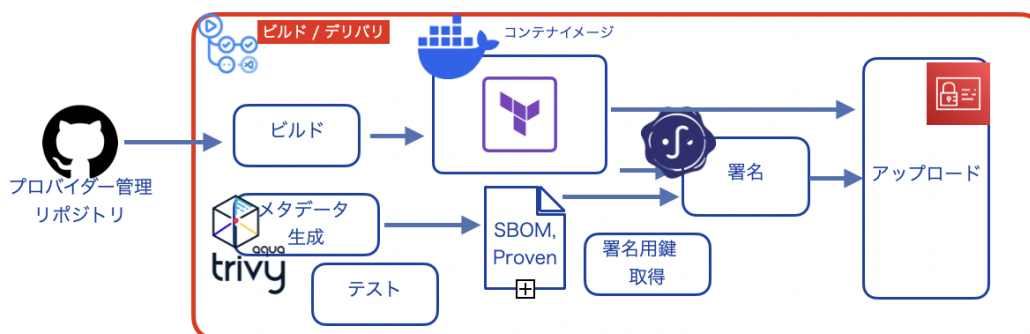 ビルド / デリバリ
コンテナイメージ
ビルド
プロバイダー管理
リポジトリ
メタデータ
生成
aqua
trivy
テスト
SBOM,
Proven
署名
署名用鍵
取得
アップロード